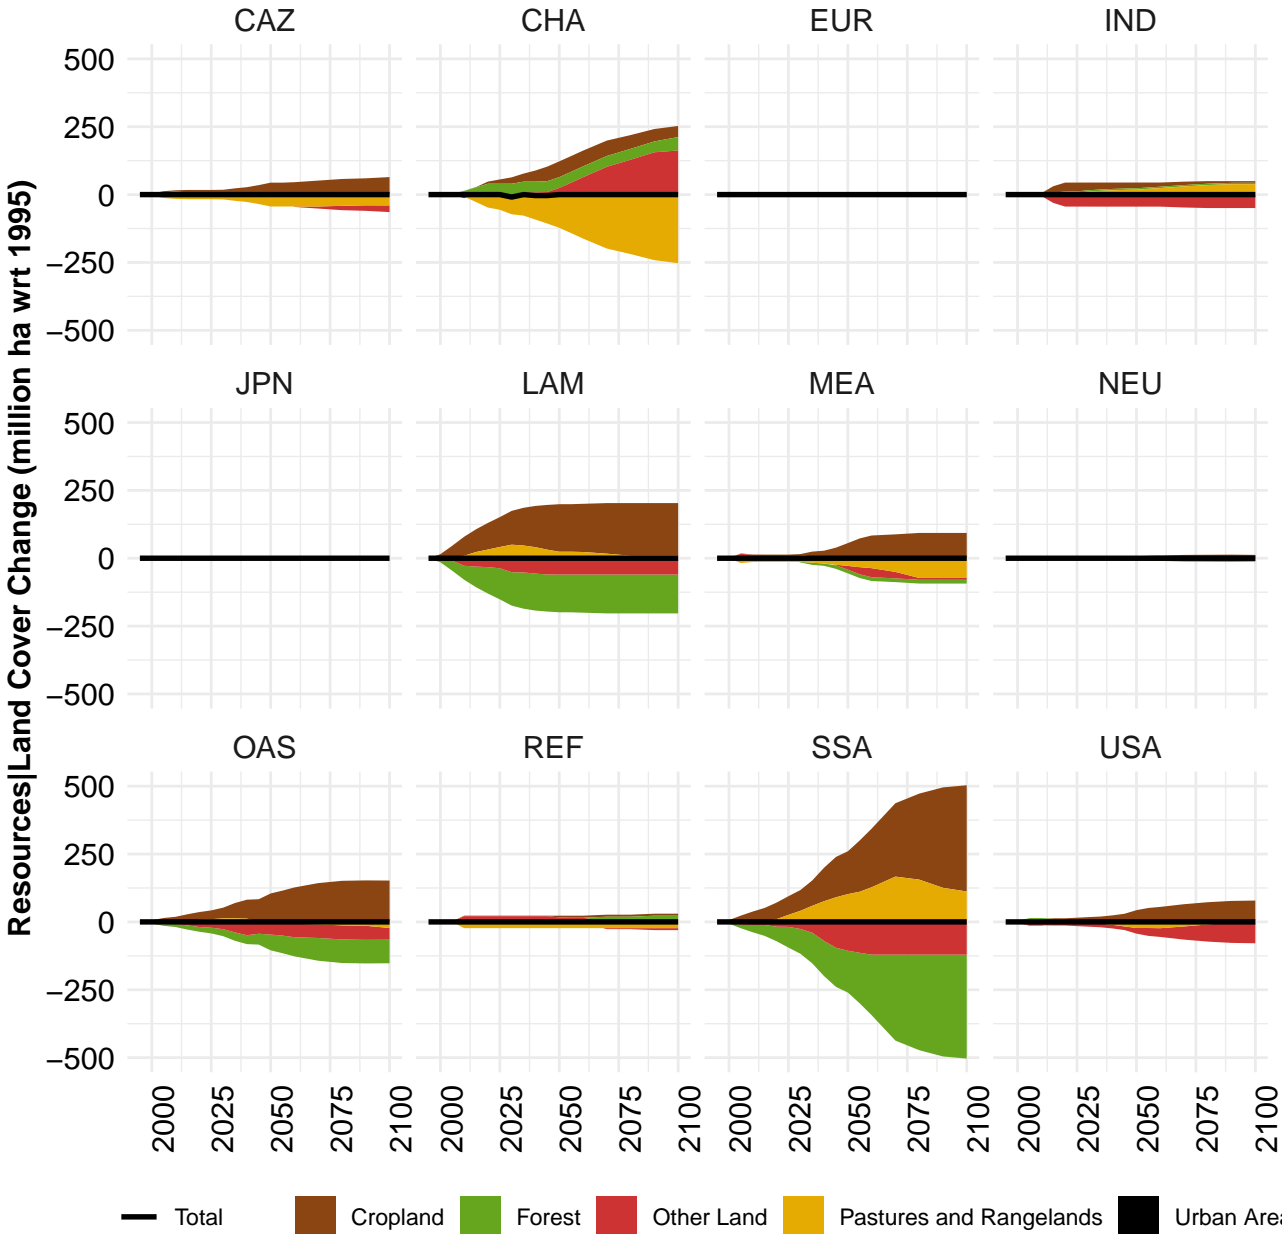 CAZ CHA EUR IND
500
250
0
−250
−500
JPN LAM MEA NEU
500
250
0
−250
−500
OAS REF SSA USA
500
250
0
−250
−500
2000 2025 2050 2075 2100 2000 2025 2050 2075 2100 2000 2025 2050 2075 2100 2000 2025 2050 2075 2100
Resources|Land Cover Change (million ha wrt 1995)
Total Cropland Forest Other Land Pastures and Rangelands Urban Area